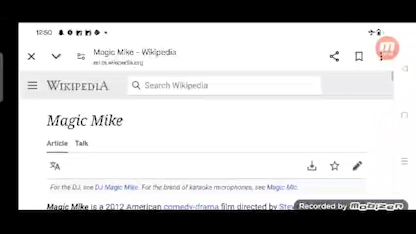 12:50
Magic Mike – Wikipedia
en.m.wikipedia.org
WIKIPEDIA
Search Wikipedia
Magic Mike
Article Talk
For the DJ, see DJ Magic Mike. For the brand of karaoke microphones, see Magic Mic.
Magic Mike is a 2012 American comedy-drama film directed by
Recorded by MOBIZEN